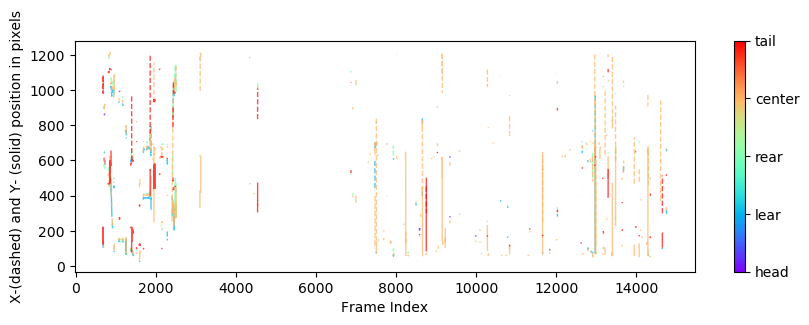 X-(dashed) and Y- (solid) position in pixels
1200
1000
800
600
400
200
0
0 2000 4000 6000 8000 10000 12000 14000
Frame Index
tail
center
rear
lear
head